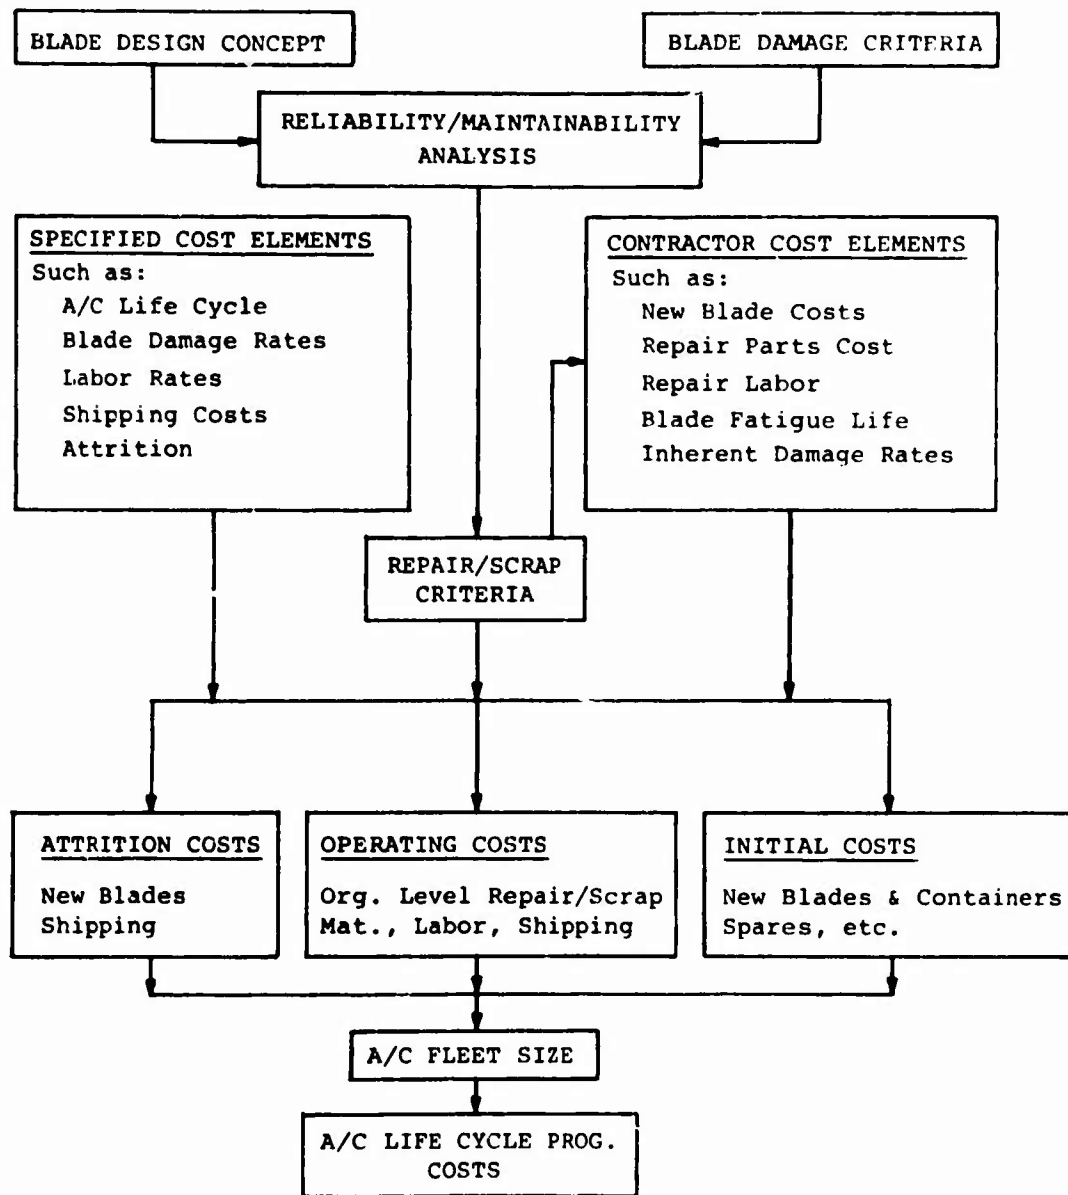 BLADE DESIGN CONCEPT
BLADE DAMAGE CRITERIA
RELIABILITY/MAINTAINABILITY
ANALYSIS
SPECIFIED COST ELEMENTS
Such as:
A/C Life Cycle
Blade Damage Rates
Labor Rates
Shipping Costs
Attrition
CONTRACTOR COST ELEMENTS
Such as:
New Blade Costs
Repair Parts Cost
Repair Labor
Blade Fatigue Life
Inherent Damage Rates
REPAIR/SCRAP
CRITERIA
ATTRITION COSTS
New Blades
Shipping
OPERATING COSTS
Org. Level Repair/Scrap
Mat., Labor, Shipping
INITIAL COSTS
New Blades & Containers
Spares, etc.
A/C FLEET SIZE
A/C LIFE CYCLE PROG.
COSTS